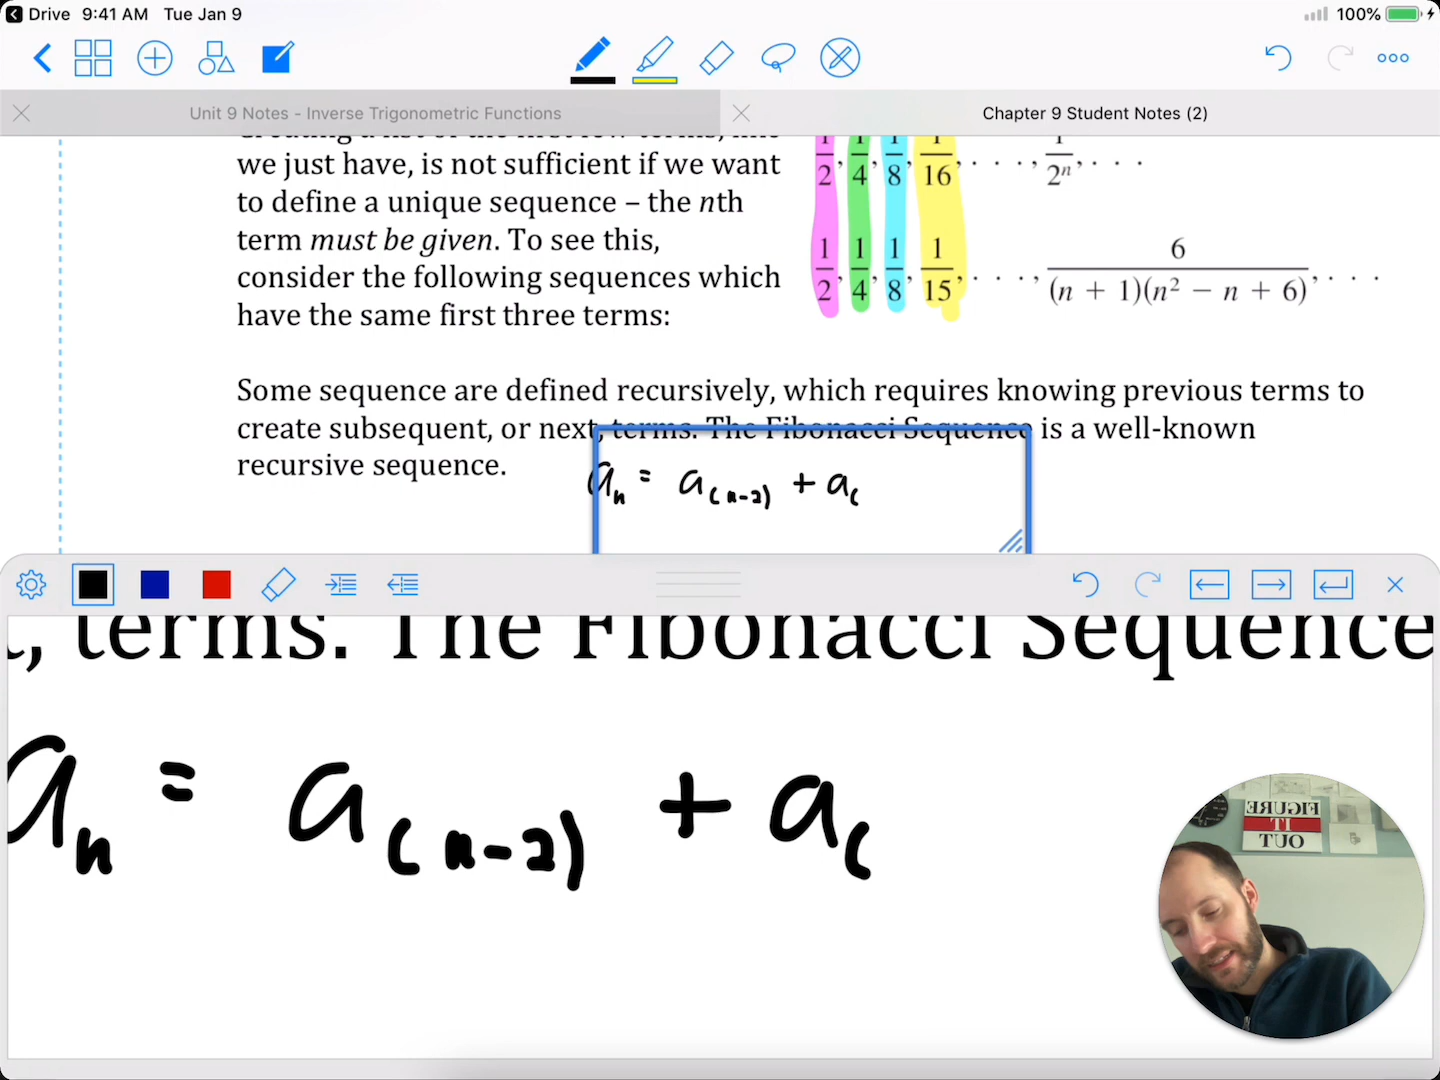 Drive 9:41 AM Tue Jan 9 100%
Unit 9 Notes - Inverse Trigonometric Functions
Chapter 9 Student Notes (2)
we just have, is not sufficient if we want
to define a unique sequence – the nth
term must be given. To see this,
consider the following sequences which
have the same first three terms:
1/2, 1/4, 1/8, 1/16, . . . , 1/2ⁿ, . . .
1/2, 1/4, 1/8, 1/15, . . . , 6/((n + 1)(n² − n + 6)), . . .
Some sequence are defined recursively, which requires knowing previous terms to
create subsequent, or next, terms. The Fibonacci Sequence is a well-known
recursive sequence.
aₙ = a₍ₙ₋₂₎ + a₍
, terms. The Fibonacci Sequence
aₙ = a₍ₙ₋₂₎ + a₍
FIGURE
IT
OUT